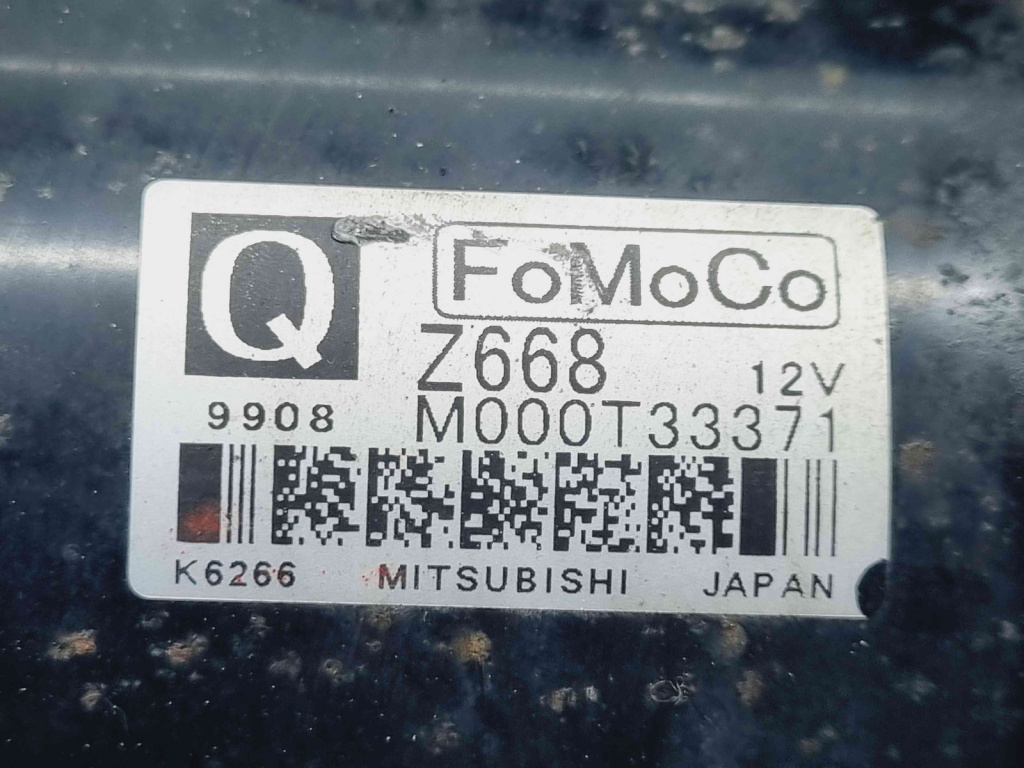 Q
FoMoCo
Z668
12V
9908
M000T33371
K6266 MITSUBISHI JAPAN